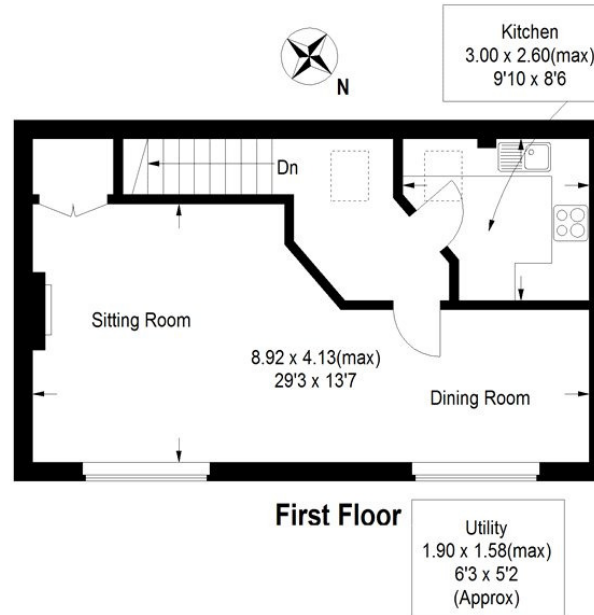 Kitchen
3.00 x 2.60(max)
9'10 x 8'6
N
Dn
Sitting Room
8.92 x 4.13(max)
29'3 x 13'7
Dining Room
First Floor
Utility
1.90 x 1.58(max)
6'3 x 5'2
(Approx)